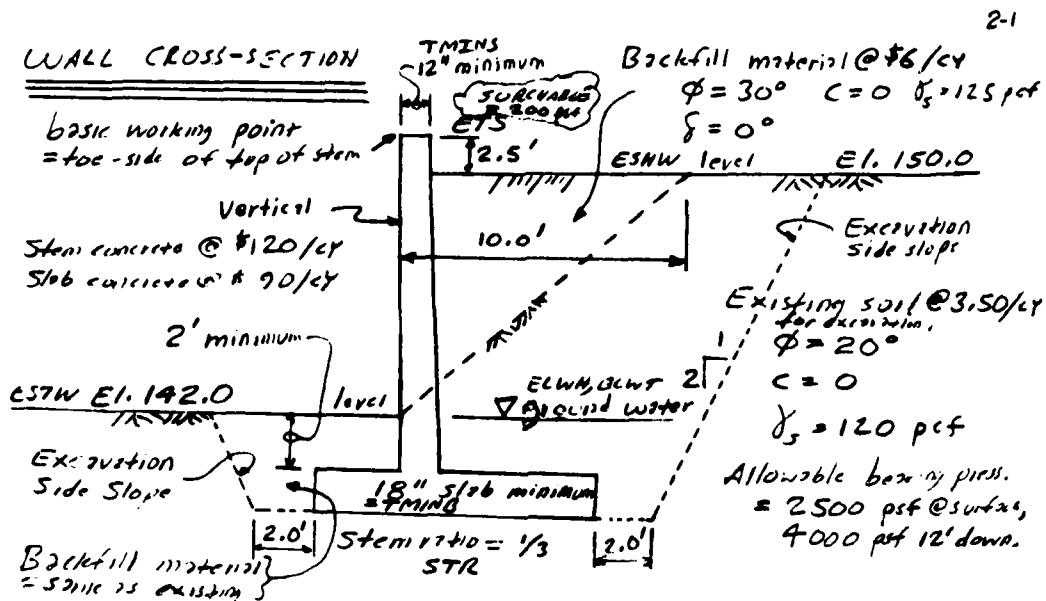 2-1
WALL CROSS-SECTION
TMINS
12" minimum
Backfill material @ $6/cy
SURCHARGE
= 200 psf
φ = 30° c = 0 γs = 125 pcf
δ = 0°
basic working point
= toe-side of top of stem
ETS
2.5'
ESHW level El. 150.0
Vertical
10.0'
Excavation
Side slope
Stem concrete @ $120/cy
Slab concrete @ $90/cy
Existing soil @ 3.50/cy
for excavation.
φ = 20°
c = 0
γs = 120 pcf
1
2
2' minimum
ESTW El. 142.0
level
ELWH,
ground water
Excavation
Side Slope
18" Slab minimum
= TMINB
Allowable bearing press.
= 2500 psf @ surface,
4000 psf 12' down.
2.0'
Stem ratio = 1/3
STR
2.0'
Backfill material
= same as existing